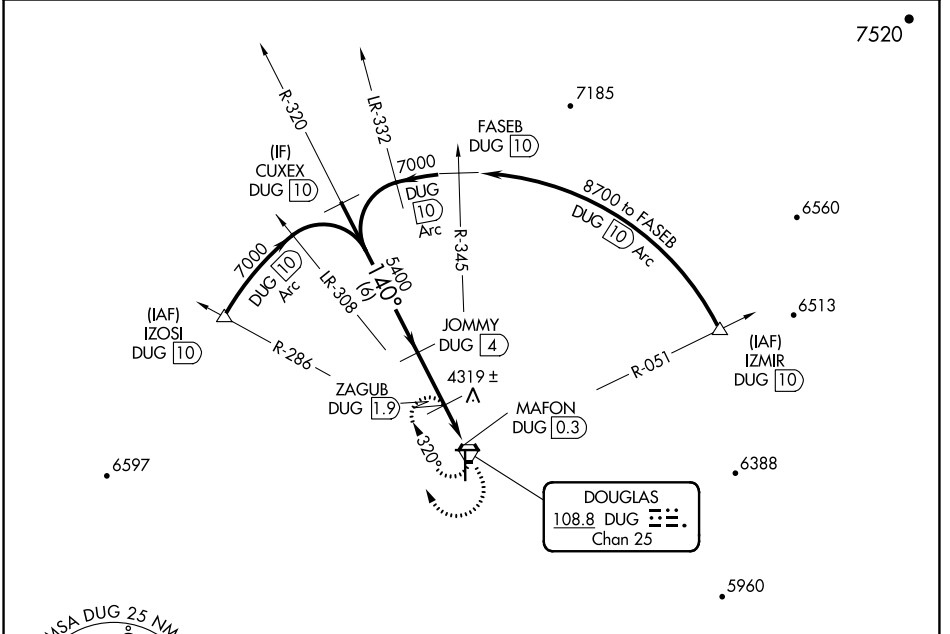 7520
7185
R-320
LR-332
FASEB
DUG 10
(IF)
CUXEX
DUG 10
7000
DUG
10
Arc
8700 to FASEB
DUG 10 Arc
6560
7000
DUG 10
Arc
LR-308
5400
140°
(6)
R-345
(IAF)
IZOSI
DUG 10
R-286
JOMMY
DUG 4
6513
(IAF)
IZMIR
DUG 10
R-051
4319 ±
ZAGUB
DUG 1.9
MAFON
DUG 0.3
320°
6597
6388
DOUGLAS
108.8 DUG
Chan 25
5960
MSA DUG 25 NM